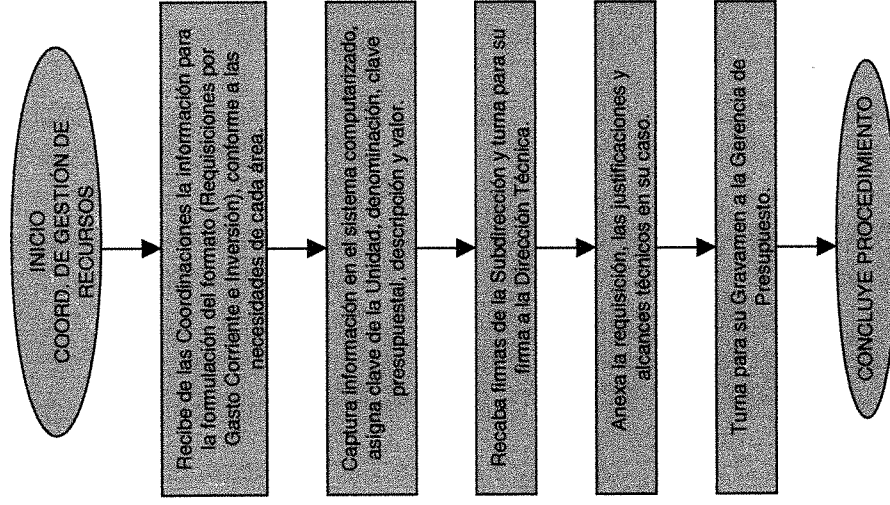 INICIO
COORD. DE GESTIÓN DE
RECURSOS
Recibe de las Coordinaciones la información para
la formulación del formato (Requisiciones por
Gasto Corriente e Inversión), conforme a las
necesidades de cada área.
Captura información en el sistema computarizado,
asigna clave de la Unidad, denominación, clave
presupuestal, descripción y valor.
Recaba firmas de la Subdirección y turna para su
firma a la Dirección Técnica.
Anexa la requisición, las justificaciones y
alcances técnicos en su caso.
Turna para su Gravamen a la Gerencia de
Presupuesto.
CONCLUYE PROCEDIMIENTO